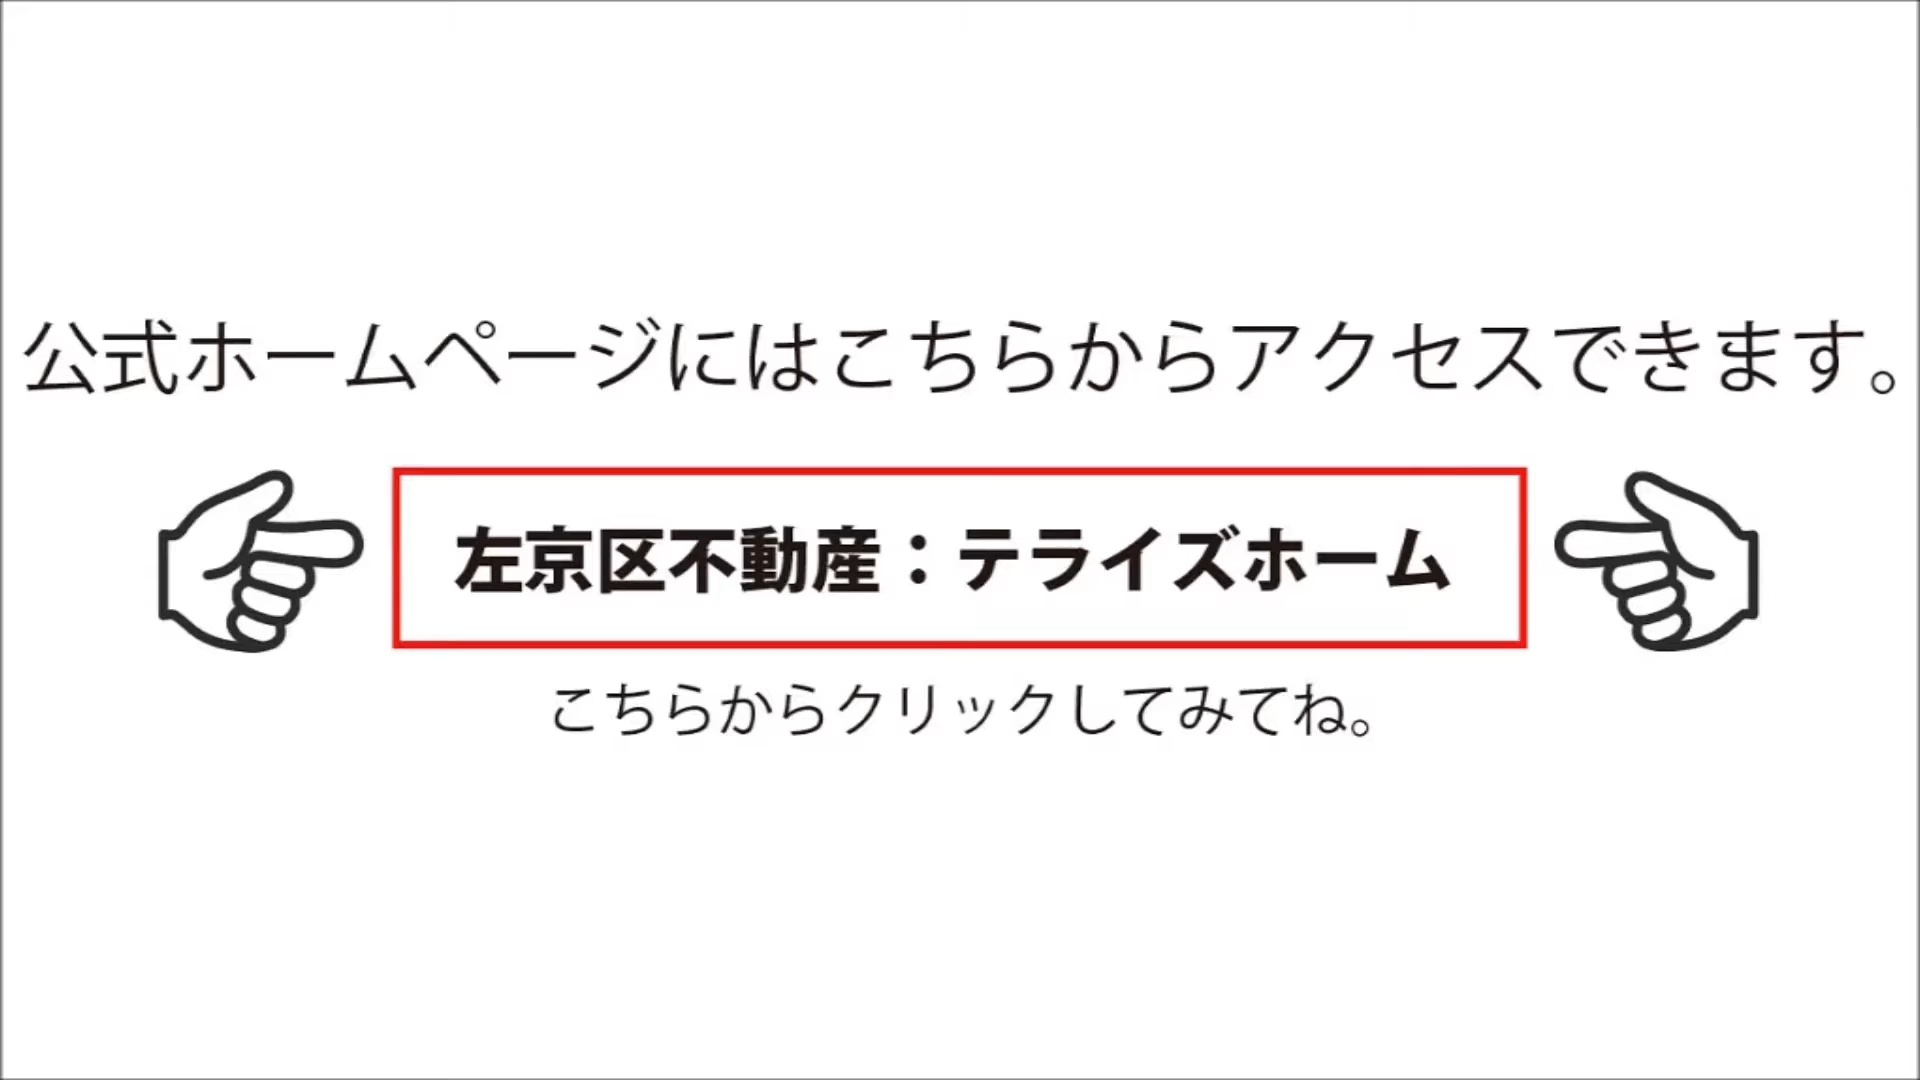 公式ホームページにはこちらからアクセスできます。
左京区不動産：テライズホーム
こちらからクリックしてみてね。